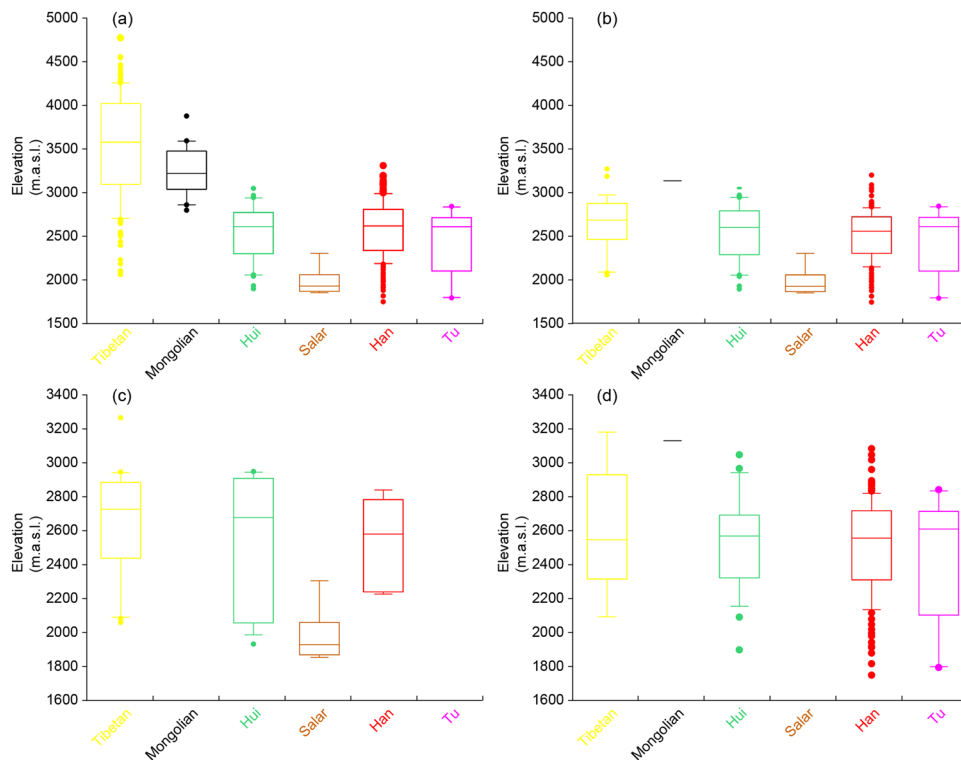 (a)
5000
4500
4000
3500
3000
2500
2000
1500
Elevation
(m.a.s.l.)
Tibetan
Mongolian
Hui
Salar
Han
Tu
(b)
5000
4500
4000
3500
3000
2500
2000
1500
Elevation
(m.a.s.l.)
Tibetan
Mongolian
Hui
Salar
Han
Tu
(c)
3400
3200
3000
2800
2600
2400
2200
2000
1800
1600
Elevation
(m.a.s.l.)
Tibetan
Mongolian
Hui
Salar
Han
Tu
(d)
3400
3200
3000
2800
2600
2400
2200
2000
1800
1600
Elevation
(m.a.s.l.)
Tibetan
Mongolian
Hui
Salar
Han
Tu